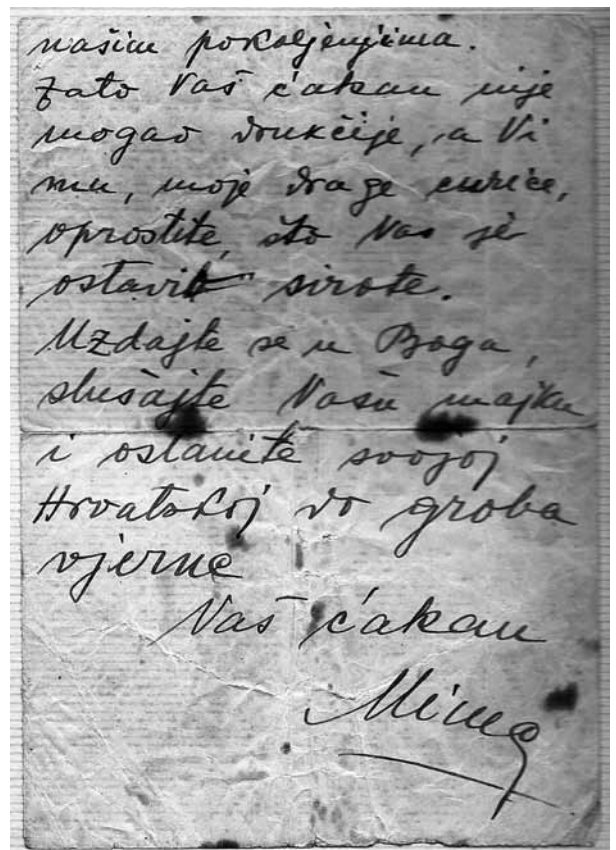 našim pokoljenjima.
Zato Vaš ćakan nije
mogao drukčije, a Vi
mu, moje drage curice,
oprostite, što Vas je
ostavio sirote.
Uzdajte se u Boga,
slušajte Vašu majku
i ostanite svojoj
Hrvatskoj do groba
vjerne
Vaš ćakan